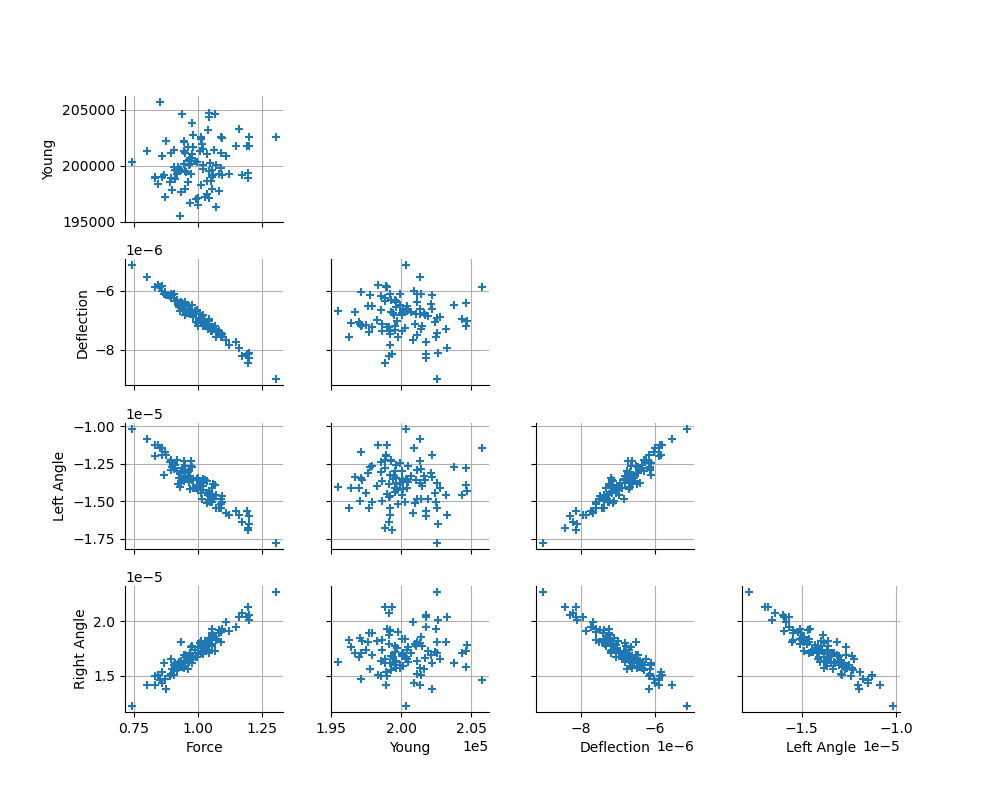 205000
200000
195000
Young
1e−6
−6
−8
Deflection
1e−5
−1.00
−1.25
−1.50
−1.75
Left Angle
1e−5
2.0
1.5
Right Angle
0.75 1.00 1.25 1.95 2.00 2.05 −8 −6 −1.5 −1.0
Force Young 1e5 Deflection 1e−6 Left Angle 1e−5